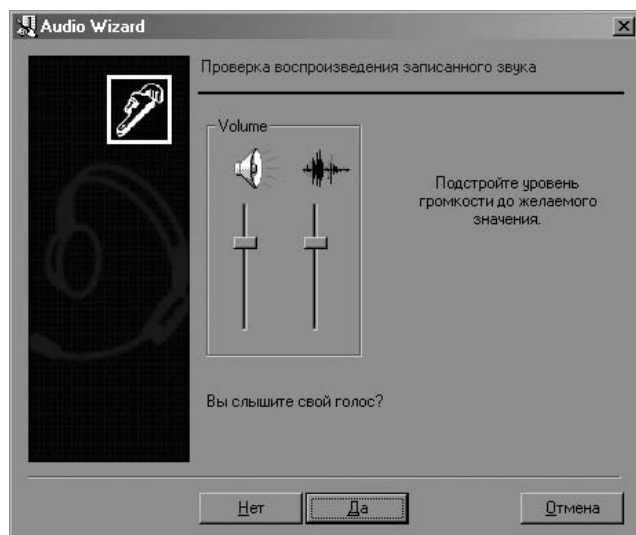 Audio Wizard
Проверка воспроизведения записанного звука
Volume
Подстройте уровень
громкости до желаемого
значения.
Вы слышите свой голос?
Нет
Да
Отмена